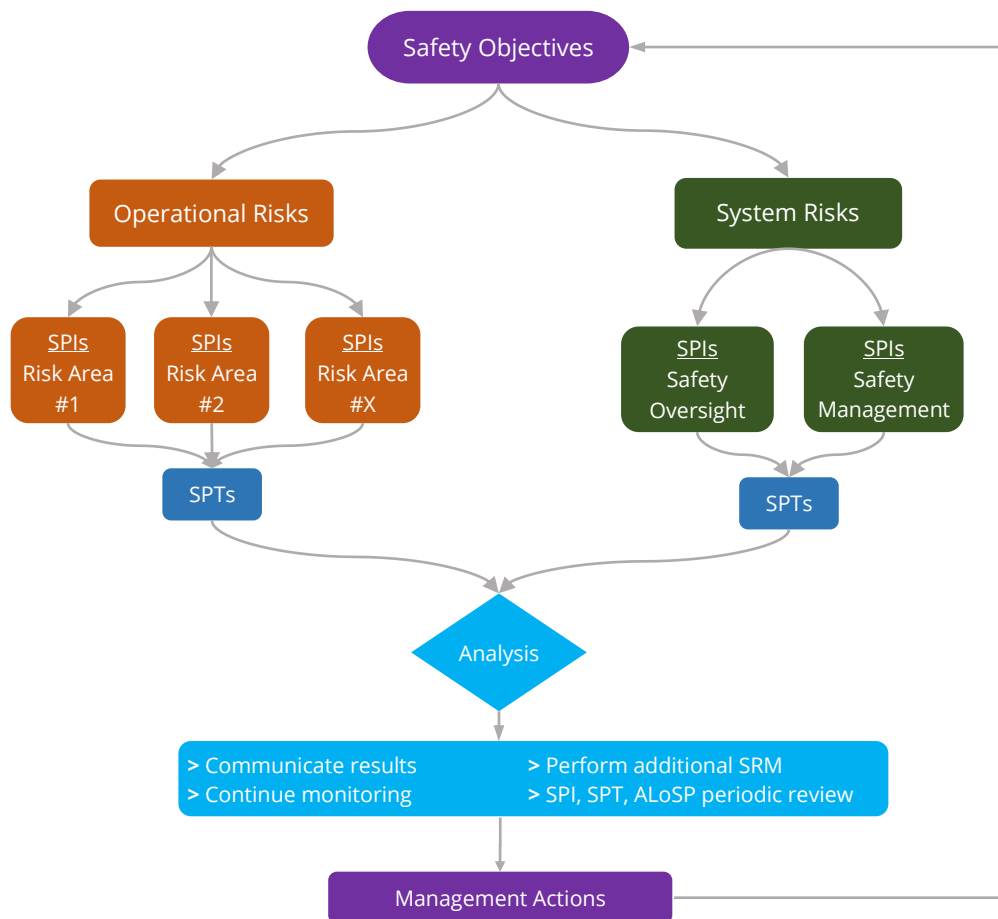 Safety Objectives
Operational Risks
System Risks
SPIs
Risk Area
#1
SPIs
Risk Area
#2
SPIs
Risk Area
#X
SPIs
Safety
Oversight
SPIs
Safety
Management
SPTs
SPTs
Analysis
> Communicate results
> Continue monitoring
> Perform additional SRM
> SPI, SPT, ALoSP periodic review
Management Actions